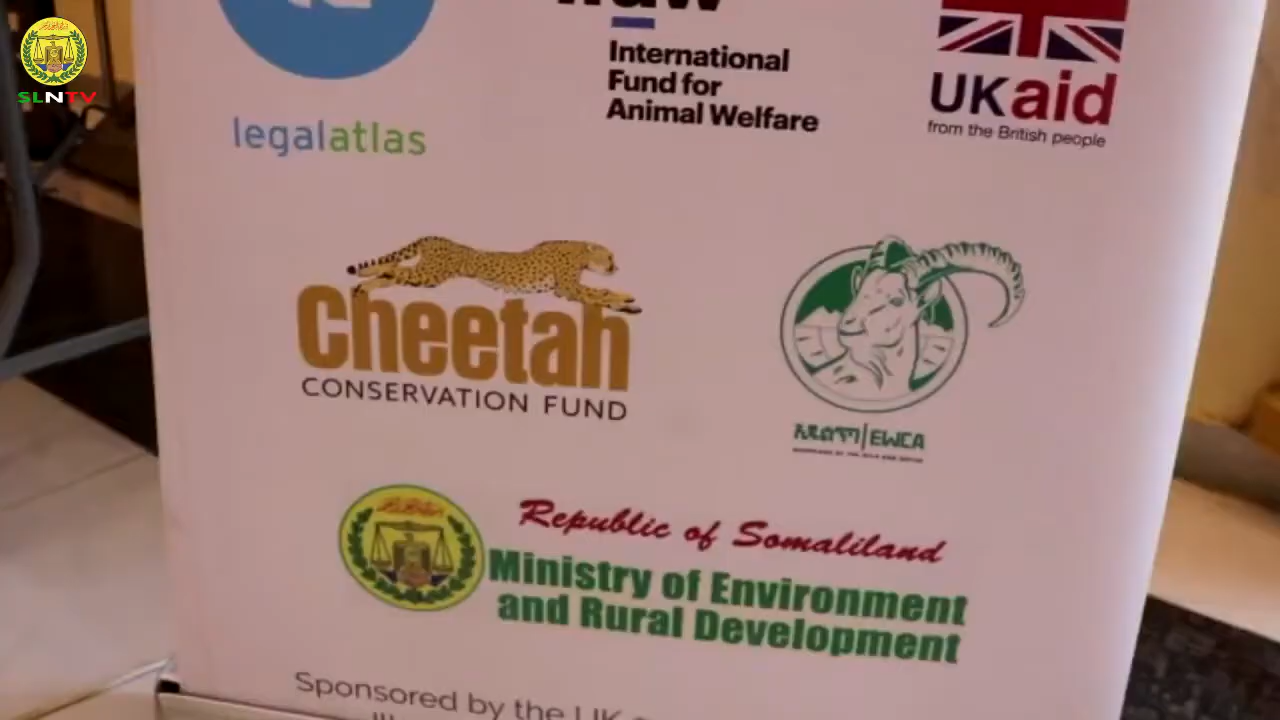 SLNTV
legalatlas
International
Fund for
Animal Welfare
UKaid
from the British people
Cheetah
CONSERVATION FUND
EWCA
Republic of Somaliland
Ministry of Environment
and Rural Development
Sponsored by the UK